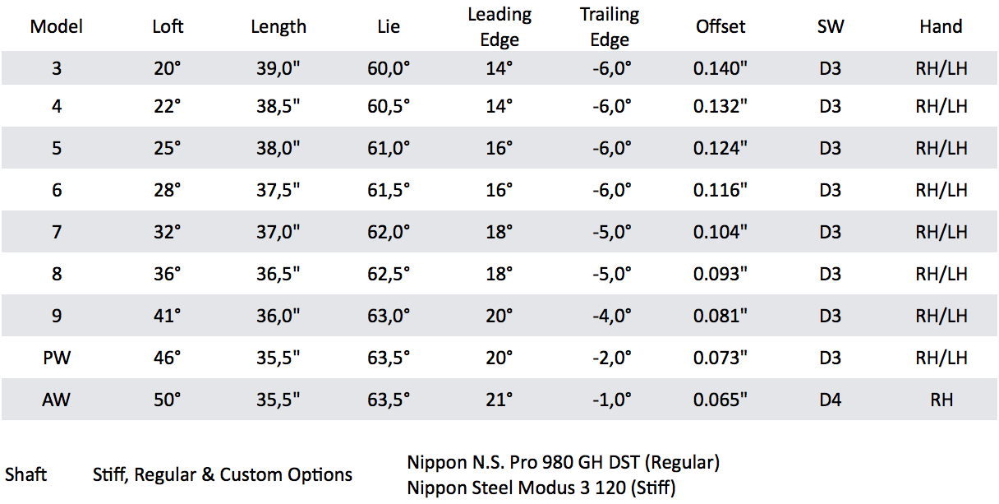 Model Loft Length Lie Leading Edge Trailing Edge Offset SW Hand
3 20° 39,0" 60,0° 14° -6,0° 0.140" D3 RH/LH
4 22° 38,5" 60,5° 14° -6,0° 0.132" D3 RH/LH
5 25° 38,0" 61,0° 16° -6,0° 0.124" D3 RH/LH
6 28° 37,5" 61,5° 16° -6,0° 0.116" D3 RH/LH
7 32° 37,0" 62,0° 18° -5,0° 0.104" D3 RH/LH
8 36° 36,5" 62,5° 18° -5,0° 0.093" D3 RH/LH
9 41° 36,0" 63,0° 20° -4,0° 0.081" D3 RH/LH
PW 46° 35,5" 63,5° 20° -2,0° 0.073" D3 RH/LH
AW 50° 35,5" 63,5° 21° -1,0° 0.065" D4 RH
Shaft Stiff, Regular & Custom Options
Nippon N.S. Pro 980 GH DST (Regular)
Nippon Steel Modus 3 120 (Stiff)